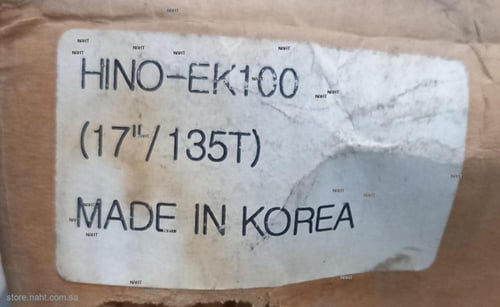 HINO-EK100
(17"/135T)
MADE IN KOREA
store.naht.com.sa